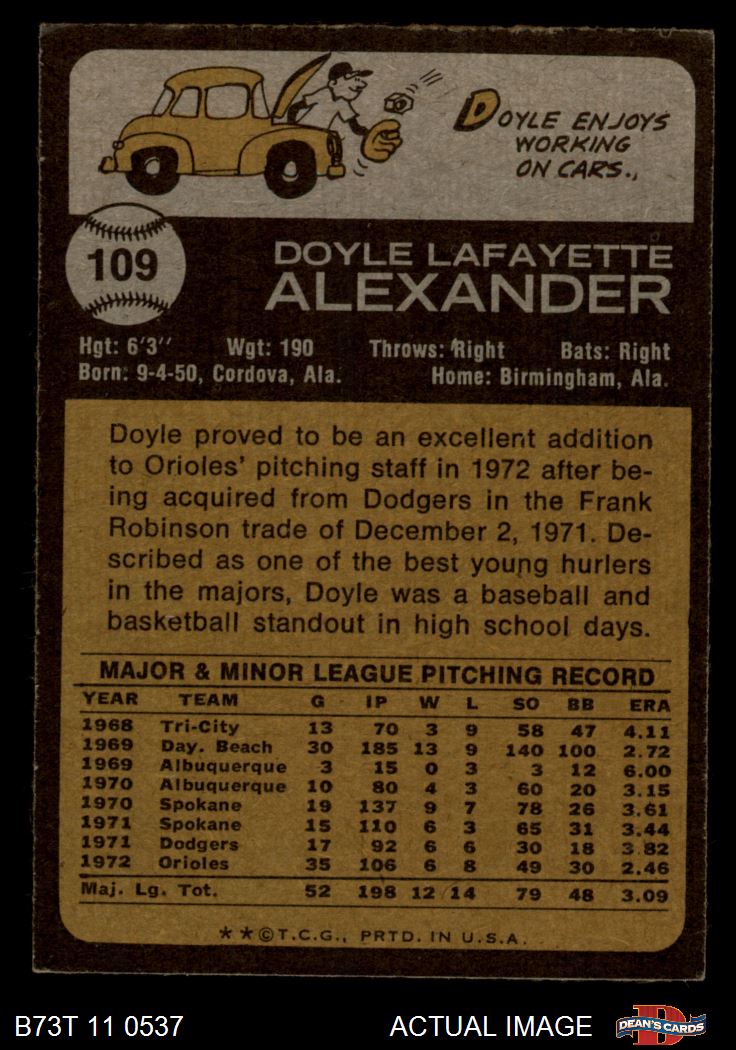 DOYLE ENJOYS
WORKING
ON CARS.,
109
DOYLE LAFAYETTE
ALEXANDER
Hgt: 6'3'' Wgt: 190 Throws: Right Bats: Right
Born: 9-4-50, Cordova, Ala. Home: Birmingham, Ala.
Doyle proved to be an excellent addition
to Orioles' pitching staff in 1972 after be-
ing acquired from Dodgers in the Frank
Robinson trade of December 2, 1971. De-
scribed as one of the best young hurlers
in the majors, Doyle was a baseball and
basketball standout in high school days.
MAJOR & MINOR LEAGUE PITCHING RECORD
YEAR TEAM G IP W L SO BB ERA
1968 Tri-City 13 70 3 9 58 47 4.11
1969 Day. Beach 30 185 13 9 140 100 2.72
1969 Albuquerque 3 15 0 3 3 12 6.00
1970 Albuquerque 10 80 4 3 60 20 3.15
1970 Spokane 19 137 9 7 78 26 3.61
1971 Spokane 15 110 6 3 65 31 3.44
1971 Dodgers 17 92 6 6 30 18 3.82
1972 Orioles 35 106 6 8 49 30 2.46
Maj. Lg. Tot. 52 198 12 14 79 48 3.09
**©T.C.G., PRTD. IN U.S.A.
B73T 11 0537 ACTUAL IMAGE D
DEAN'S CARDS